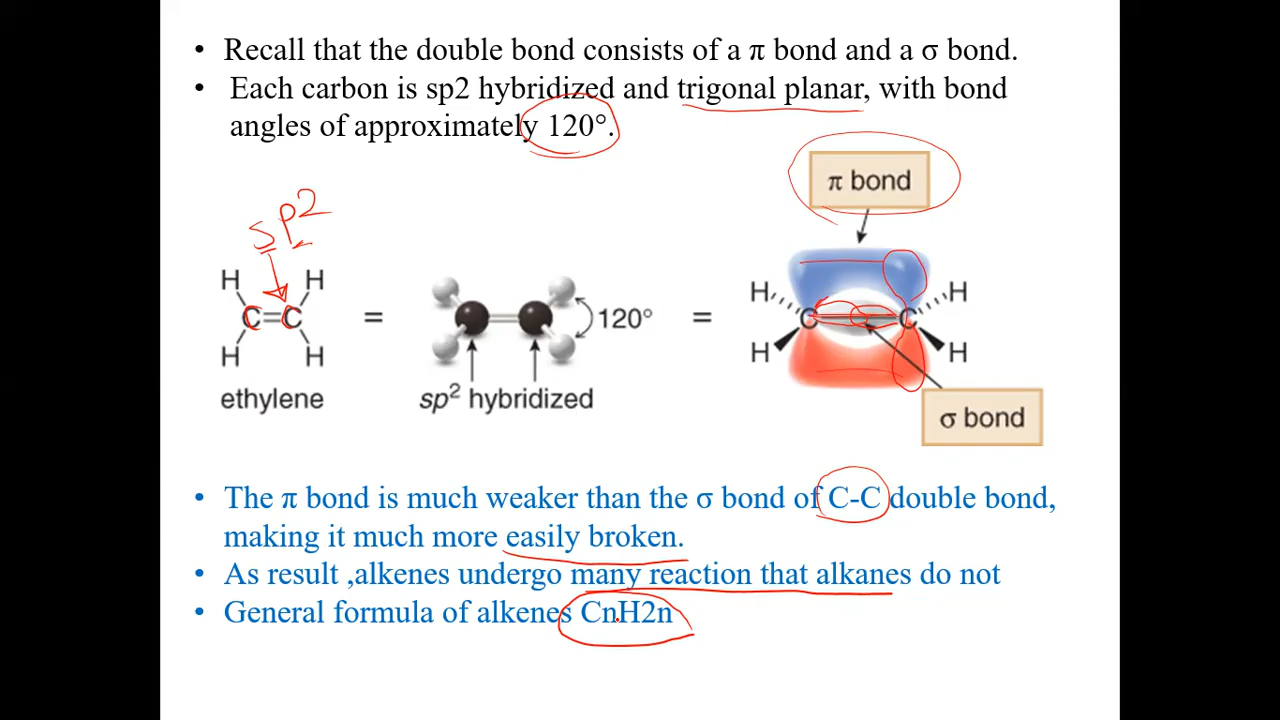 • Recall that the double bond consists of a π bond and a σ bond.
• Each carbon is sp2 hybridized and trigonal planar, with bond
angles of approximately 120°.
π bond
sp2
H H
C=C
H H
ethylene
=
120°
sp² hybridized
=
H H
C C
H H
σ bond
• The π bond is much weaker than the σ bond of C-C double bond,
making it much more easily broken.
• As result ,alkenes undergo many reaction that alkanes do not
• General formula of alkenes CnH2n